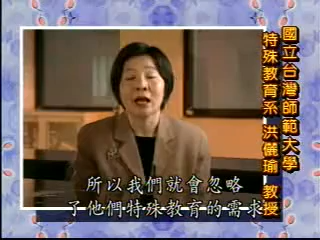 國立台灣師範大學
特殊教育系 洪儷瑜 教授
所以我們就會忽略
了他們特殊教育的需求